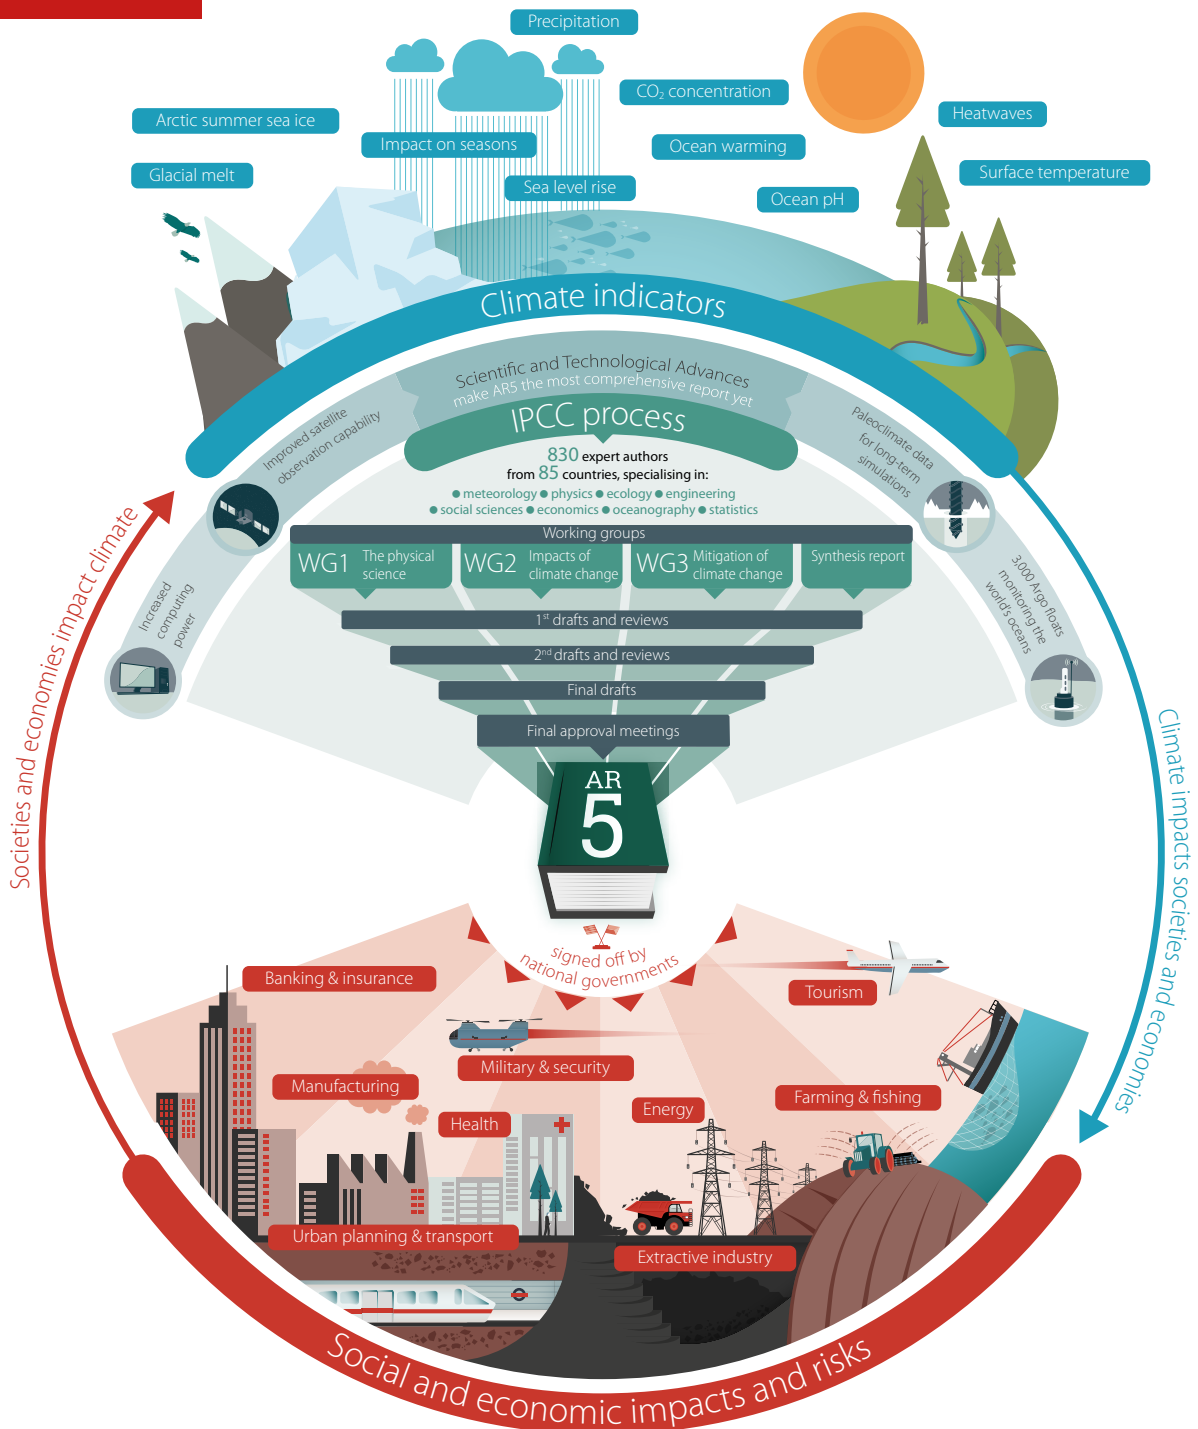 Precipitation
CO₂ concentration
Heatwaves
Arctic summer sea ice
Impact on seasons
Ocean warming
Surface temperature
Glacial melt
Sea level rise
Ocean pH
Climate indicators
Scientific and Technological Advances
make AR5 the most comprehensive report yet
IPCC process
Improved satellite
observation capability
Paleoclimate data
for long-term
simulations
830 expert authors
from 85 countries, specialising in:
● meteorology ● physics ● ecology ● engineering
● social sciences ● economics ● oceanography ● statistics
Working groups
WG1 The physical
science
WG2 Impacts of
climate change
WG3 Mitigation of
climate change
Synthesis report
Increased
computing
power
3,000 Argo floats
monitoring the
world's oceans
1st drafts and reviews
2nd drafts and reviews
Final drafts
Final approval meetings
AR
5
signed off by
national governments
Societies and economies impact climate
Climate impacts societies and economies
Banking & insurance
Tourism
Military & security
Manufacturing
Farming & fishing
Health
Energy
Urban planning & transport
Extractive industry
Social and economic impacts and risks